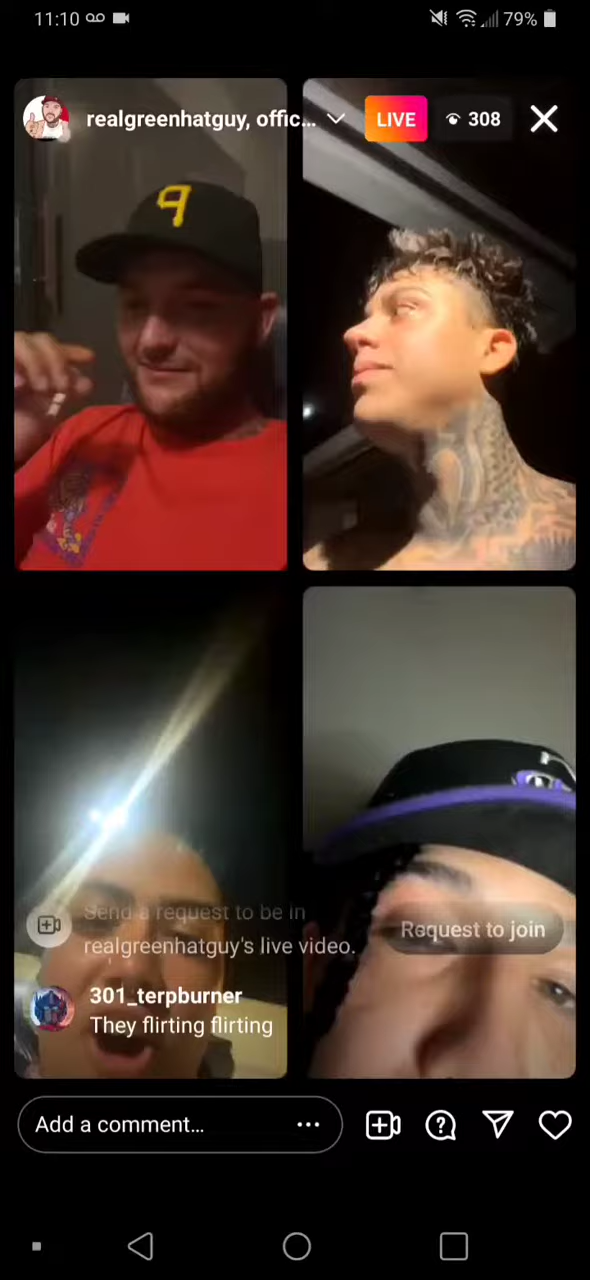 11:10
79%
realgreenhatguy, offic...
LIVE
308
Send a request to be in
realgreenhatguy's live video.
Request to join
301_terpburner
They flirting flirting
Add a comment...